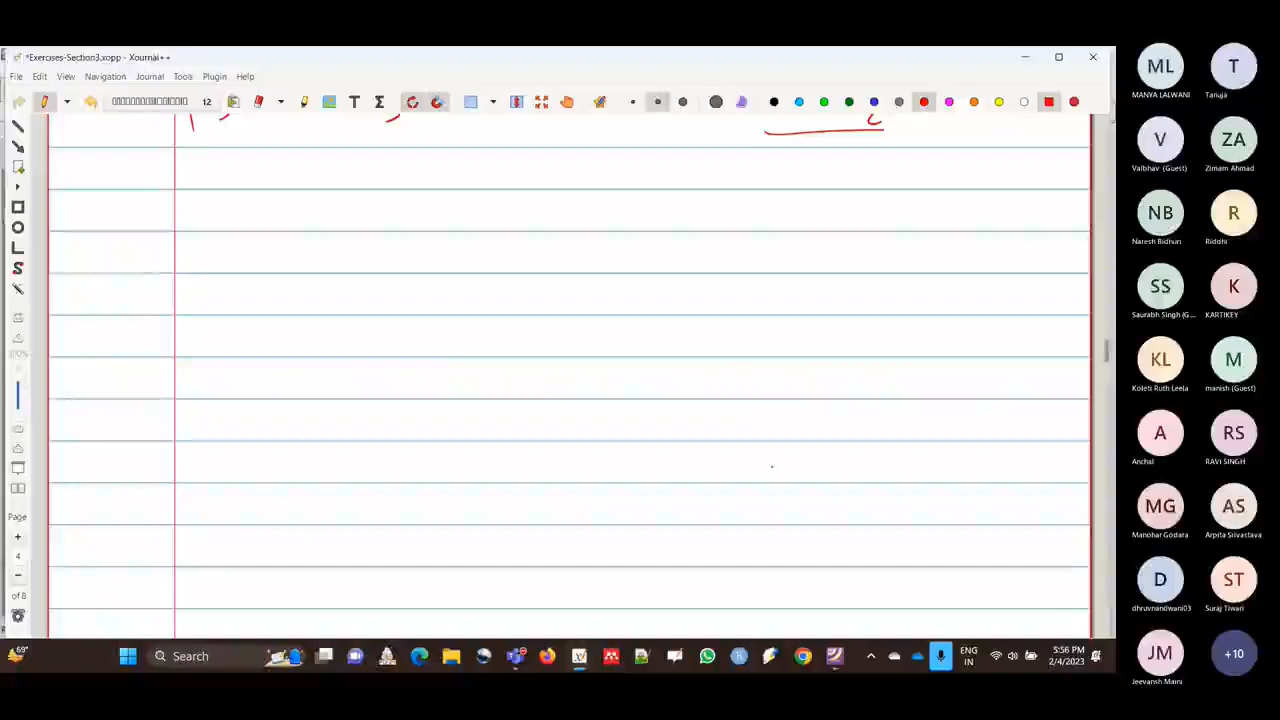 *Exercises-Section3.xopp - Xournal++
File Edit View Navigation Journal Tools Plugin Help
12
Page
4
of 8
69°
Search
ENG
IN
5:56 PM
2/4/2023
ML T
MANYA LALWANI Tanuja
V ZA
Vaibhav (Guest) Zimam Ahmad
NB R
Naresh Bidhun Riddhi
SS K
Saurabh Singh (G... KARTIKEY
KL M
Koleti Ruth Leela manish (Guest)
A RS
Anchal RAVI SINGH
MG AS
Manohar Godara Arpita Srivastava
D ST
dhruvnandwani03 Suraj Tiwari
JM +10
Jeevansh Maini